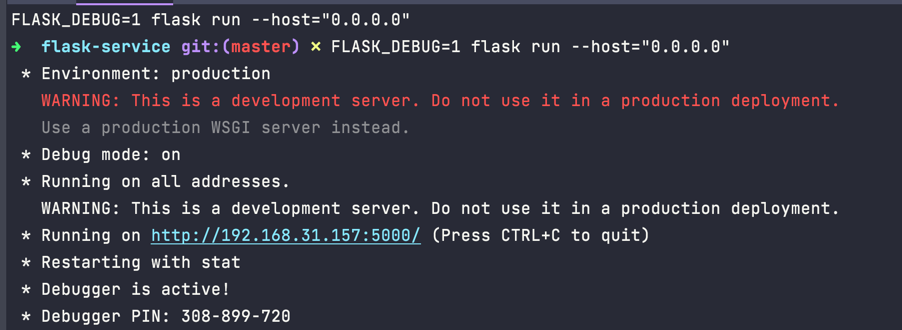 FLASK_DEBUG=1 flask run --host="0.0.0.0"
➜ flask-service git:(master) ✗ FLASK_DEBUG=1 flask run --host="0.0.0.0"
* Environment: production
WARNING: This is a development server. Do not use it in a production deployment.
Use a production WSGI server instead.
* Debug mode: on
* Running on all addresses.
WARNING: This is a development server. Do not use it in a production deployment.
* Running on http://192.168.31.157:5000/ (Press CTRL+C to quit)
* Restarting with stat
* Debugger is active!
* Debugger PIN: 308-899-720